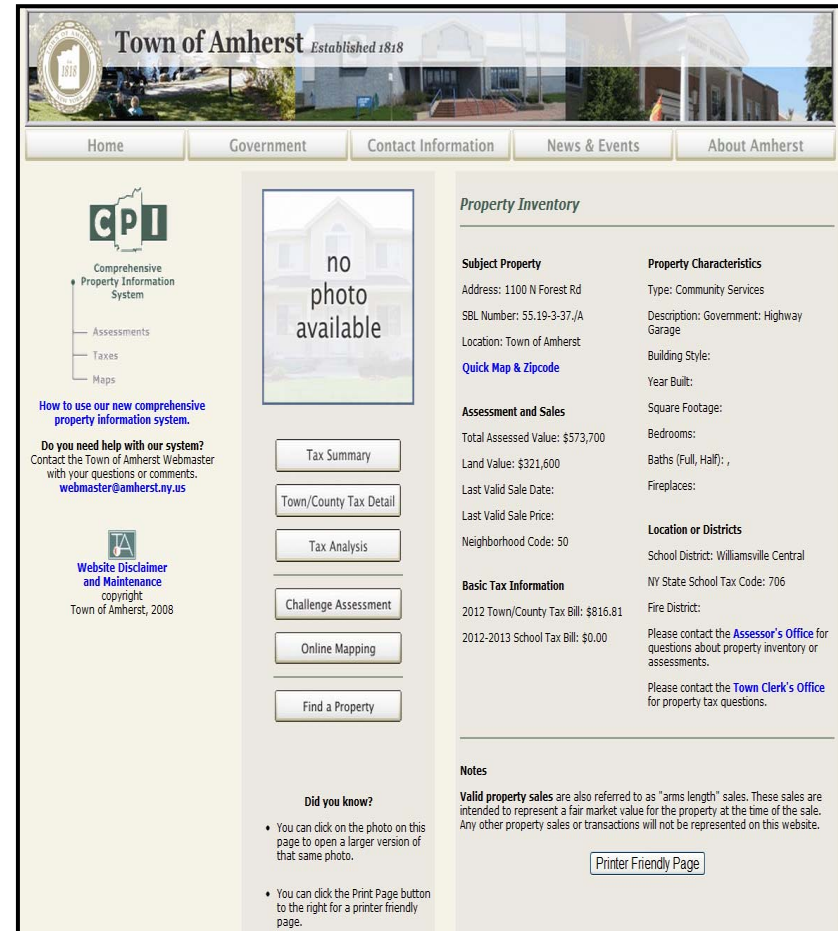 Town of Amherst Established 1818
1818
Home
Government
Contact Information
News & Events
About Amherst
CPI
Comprehensive
Property Information
System
Assessments
Taxes
Maps
How to use our new comprehensive
property information system.
Do you need help with our system?
Contact the Town of Amherst Webmaster
with your questions or comments.
webmaster@amherst.ny.us
TA
Website Disclaimer
and Maintenance
copyright
Town of Amherst, 2008
no
photo
available
Tax Summary
Town/County Tax Detail
Tax Analysis
Challenge Assessment
Online Mapping
Find a Property
Did you know?
• You can click on the photo on this
page to open a larger version of
that same photo.
• You can click the Print Page button
to the right for a printer friendly
page.
Property Inventory
Subject Property
Address: 1100 N Forest Rd
SBL Number: 55.19-3-37./A
Location: Town of Amherst
Quick Map & Zipcode
Assessment and Sales
Total Assessed Value: $573,700
Land Value: $321,600
Last Valid Sale Date:
Last Valid Sale Price:
Neighborhood Code: 50
Basic Tax Information
2012 Town/County Tax Bill: $816.81
2012-2013 School Tax Bill: $0.00
Property Characteristics
Type: Community Services
Description: Government: Highway
Garage
Building Style:
Year Built:
Square Footage:
Bedrooms:
Baths (Full, Half): ,
Fireplaces:
Location or Districts
School District: Williamsville Central
NY State School Tax Code: 706
Fire District:
Please contact the Assessor's Office for
questions about property inventory or
assessments.
Please contact the Town Clerk's Office
for property tax questions.
Notes
Valid property sales are also referred to as "arms length" sales. These sales are
intended to represent a fair market value for the property at the time of the sale.
Any other property sales or transactions will not be represented on this website.
Printer Friendly Page